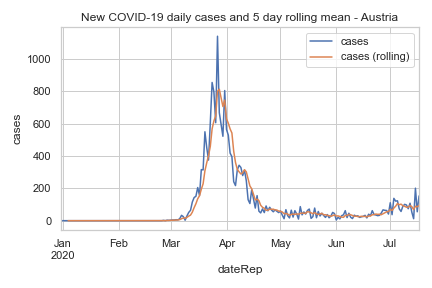 New COVID-19 daily cases and 5 day rolling mean - Austria
cases
cases (rolling)
1000
800
600
400
200
0
cases
Jan
2020
Feb
Mar
Apr
May
Jun
Jul
dateRep